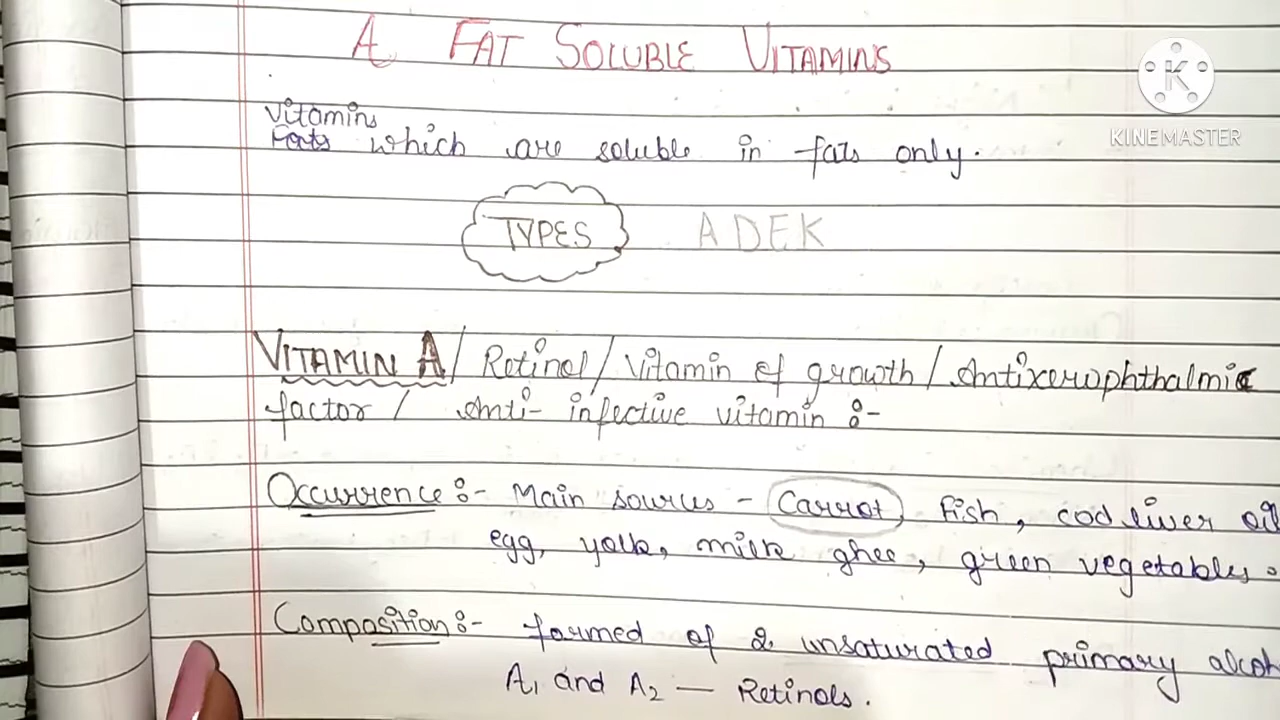 A FAT SOLUBLE VITAMINS
K
KINEMASTER
Vitamins
Fats which are soluble in fats only.
TYPES ADEK
VITAMIN A / Retinol / Vitamin of growth / Antixerophthalmic
factor / Anti-infective vitamin :-
Occurrence :- Main sources - Carrot, Fish, cod liver oil
egg, yolk, milk ghee, green vegetables.
Composition :- formed of 2 unsaturated primary alcoh
A₁ and A₂ — Retinols.